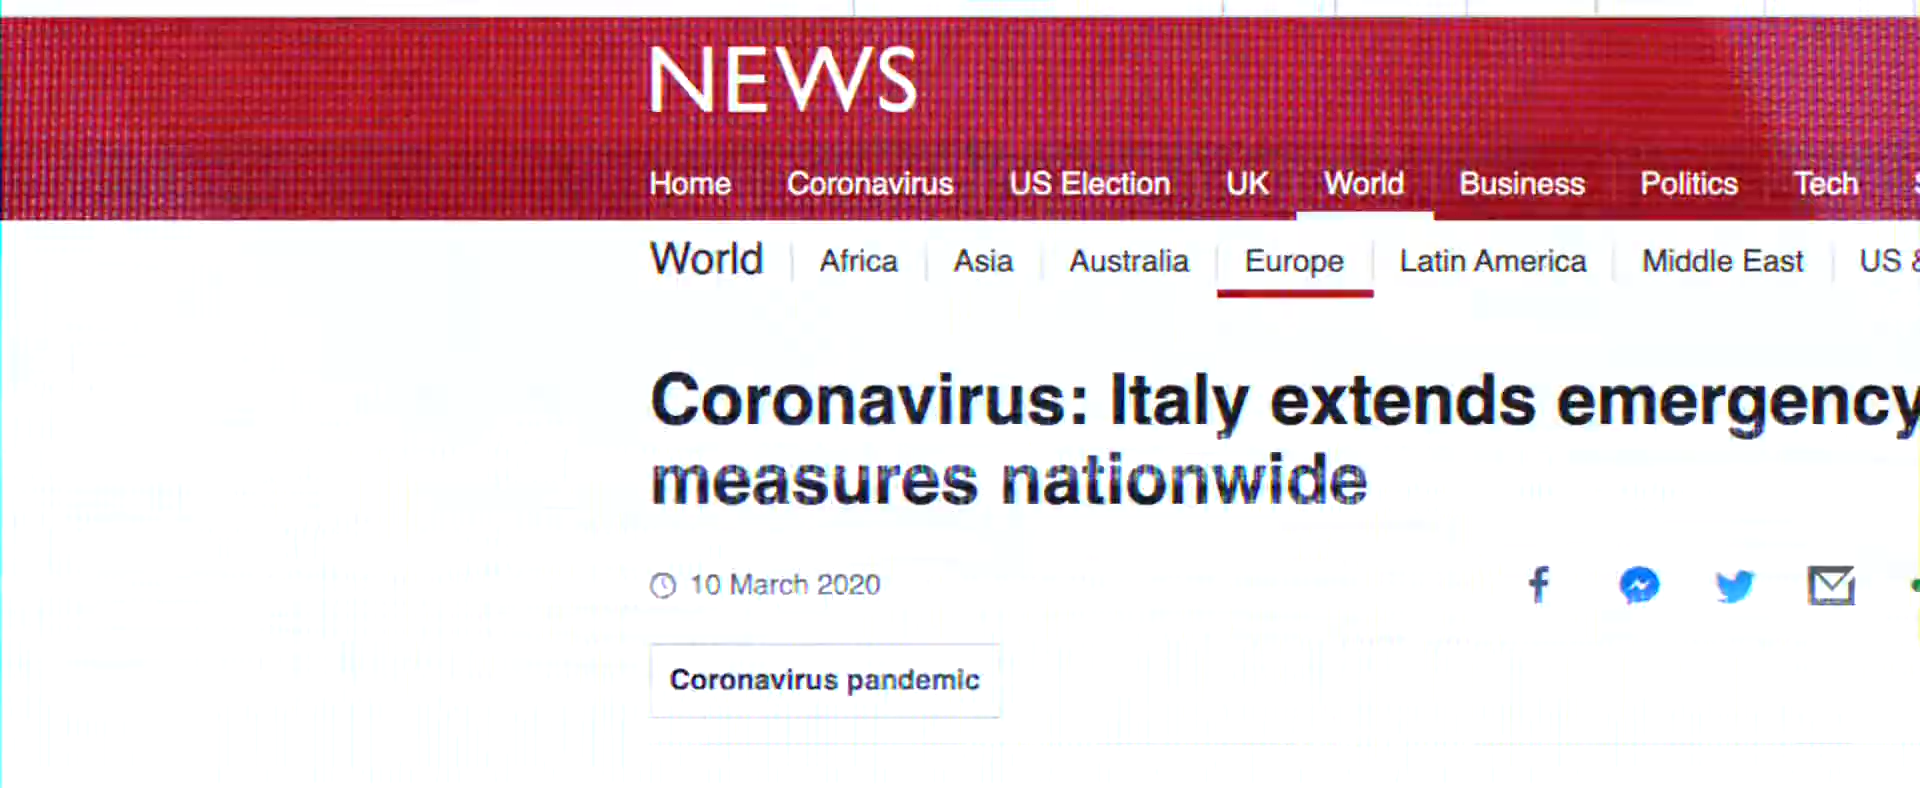 NEWS
Home Coronavirus US Election UK World Business Politics Tech
World Africa Asia Australia Europe Latin America Middle East US &
Coronavirus: Italy extends emergency
measures nationwide
10 March 2020
Coronavirus pandemic